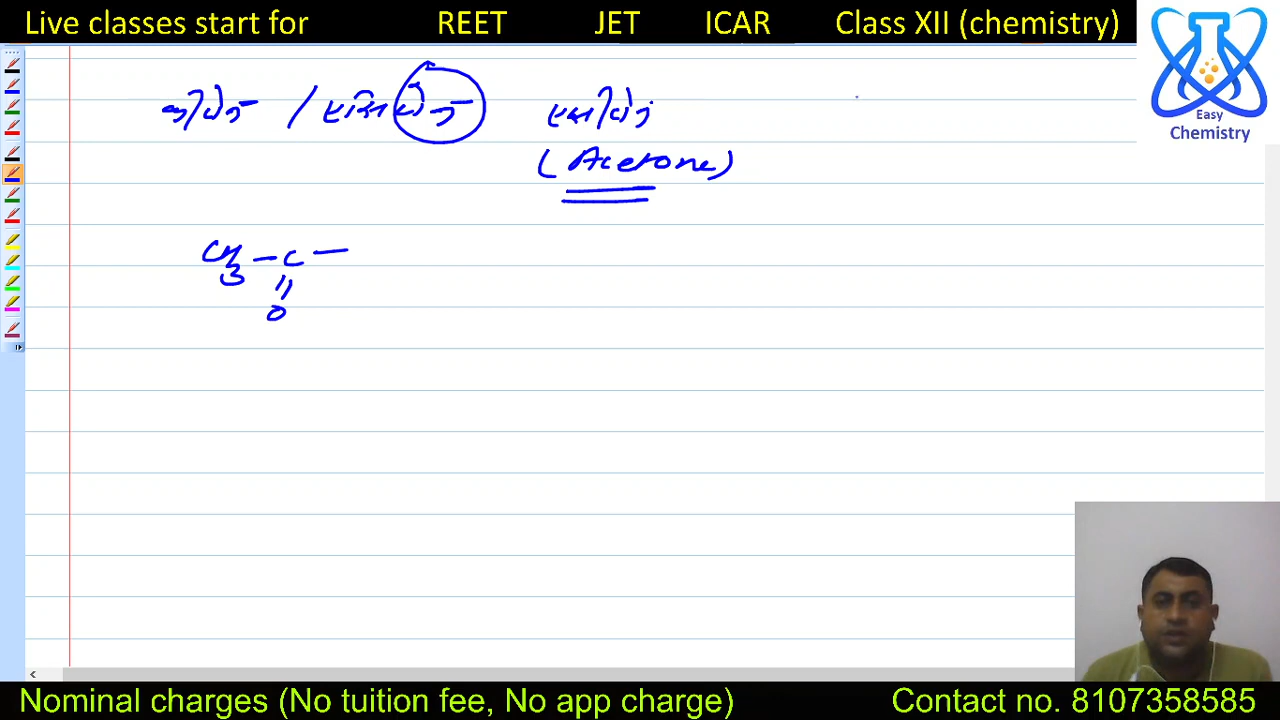 Live classes start for REET JET ICAR Class XII (chemistry)
Easy
Chemistry
/
(Acetone)
CH3 – C –
||
O
Nominal charges (No tuition fee, No app charge) Contact no. 8107358585